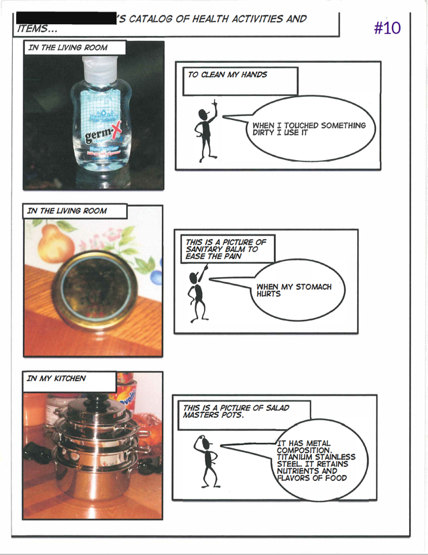 'S CATALOG OF HEALTH ACTIVITIES AND
ITEMS...
#10
IN THE LIVING ROOM
germ-X
TO CLEAN MY HANDS
WHEN I TOUCHED SOMETHING
DIRTY I USE IT
IN THE LIVING ROOM
THIS IS A PICTURE OF
SANITARY BALM TO
EASE THE PAIN
WHEN MY STOMACH
HURTS
IN MY KITCHEN
THIS IS A PICTURE OF SALAD
MASTERS POTS.
IT HAS METAL
COMPOSITION.
TITANIUM STAINLESS
STEEL. IT RETAINS
NUTRIENTS AND
FLAVORS OF FOOD